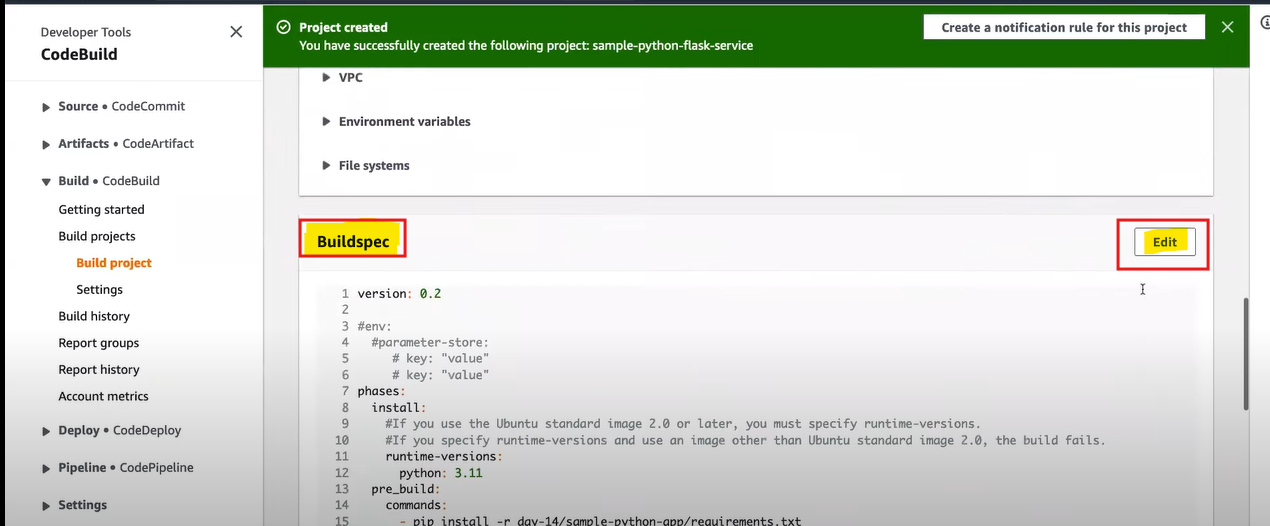 Developer Tools
CodeBuild
Source • CodeCommit
Artifacts • CodeArtifact
Build • CodeBuild
Getting started
Build projects
Build project
Settings
Build history
Report groups
Report history
Account metrics
Deploy • CodeDeploy
Pipeline • CodePipeline
Settings
Project created
You have successfully created the following project: sample-python-flask-service
Create a notification rule for this project
VPC
Environment variables
File systems
Buildspec
Edit
1 version: 0.2
2
3 #env:
4 #parameter-store:
5 # key: "value"
6 # key: "value"
7 phases:
8 install:
9 #If you use the Ubuntu standard image 2.0 or later, you must specify runtime-versions.
10 #If you specify runtime-versions and use an image other than Ubuntu standard image 2.0, the build fails.
11 runtime-versions:
12 python: 3.11
13 pre_build:
14 commands:
15 - pip install -r day-14/sample-python-app/requirements.txt